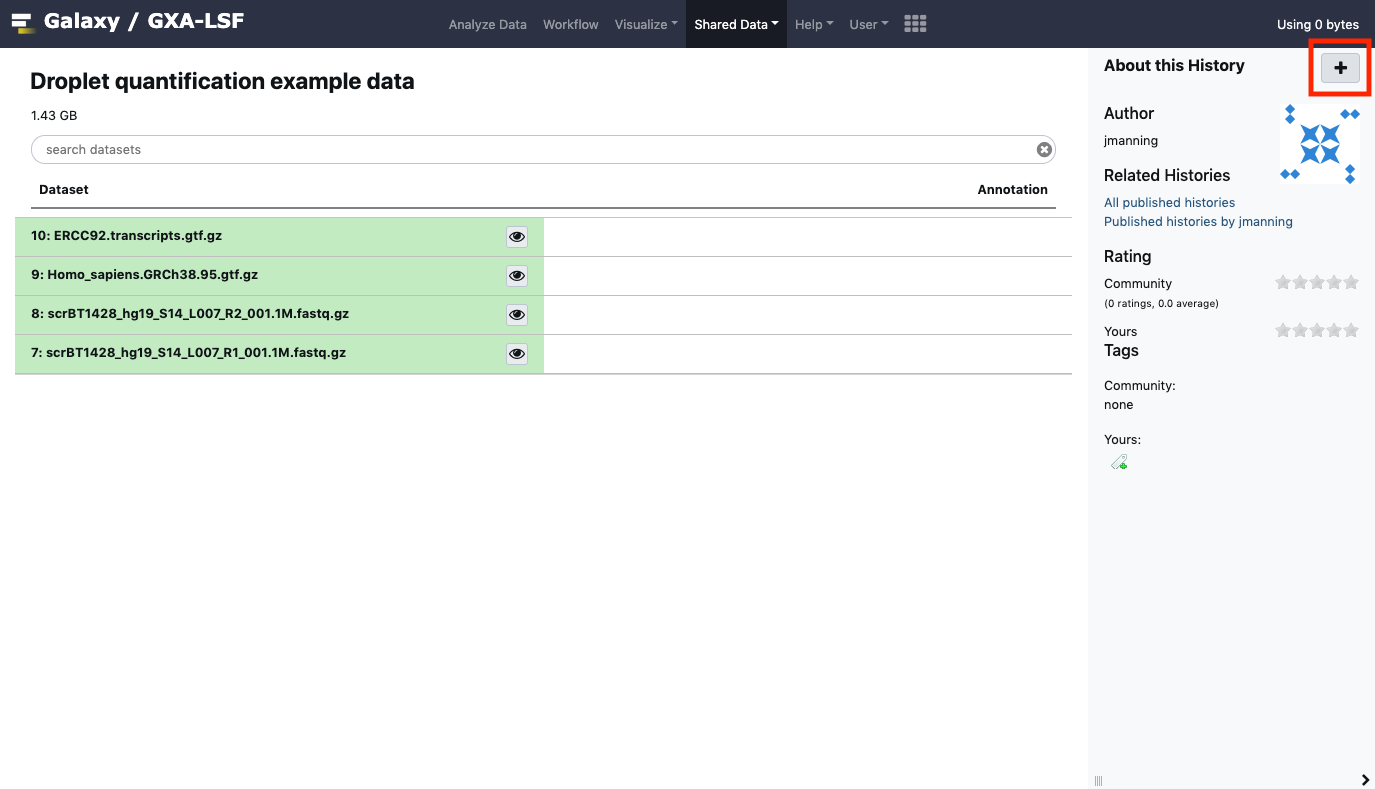 Galaxy / GXA-LSF
Analyze Data Workflow Visualize Shared Data Help User
Using 0 bytes
Droplet quantification example data
1.43 GB
search datasets
Dataset Annotation
10: ERCC92.transcripts.gtf.gz
9: Homo_sapiens.GRCh38.95.gtf.gz
8: scrBT1428_hg19_S14_L007_R2_001.1M.fastq.gz
7: scrBT1428_hg19_S14_L007_R1_001.1M.fastq.gz
About this History
Author
jmanning
Related Histories
All published histories
Published histories by jmanning
Rating
Community
(0 ratings, 0.0 average)
Yours
Tags
Community:
none
Yours: